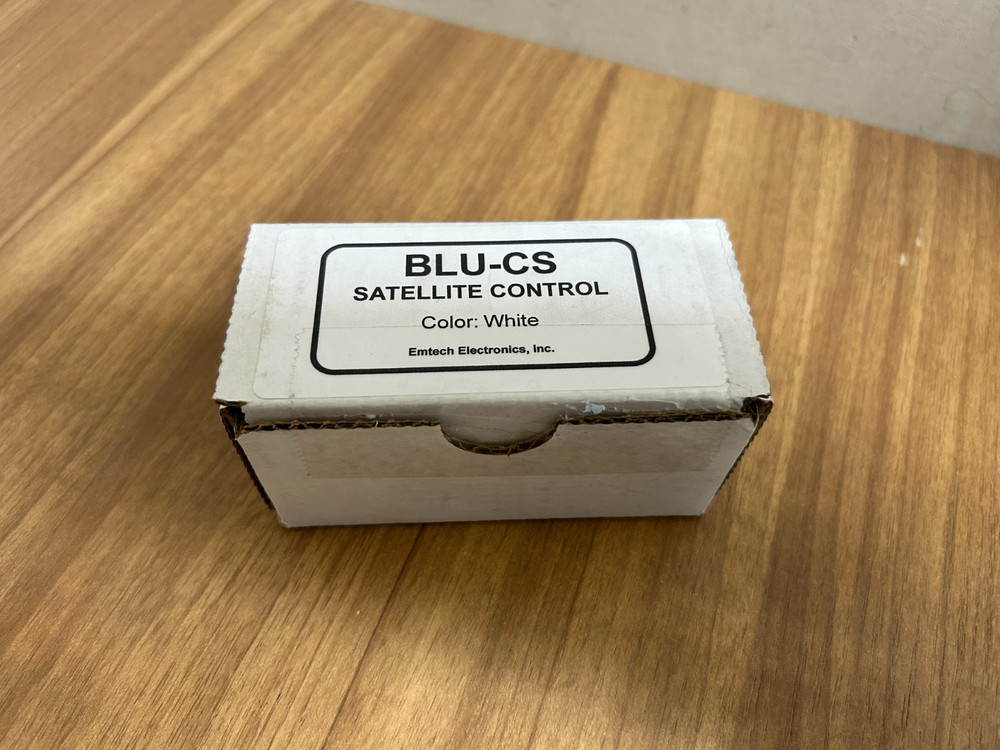 BLU-CS
SATELLITE CONTROL
Color: White
Emtech Electronics, Inc.